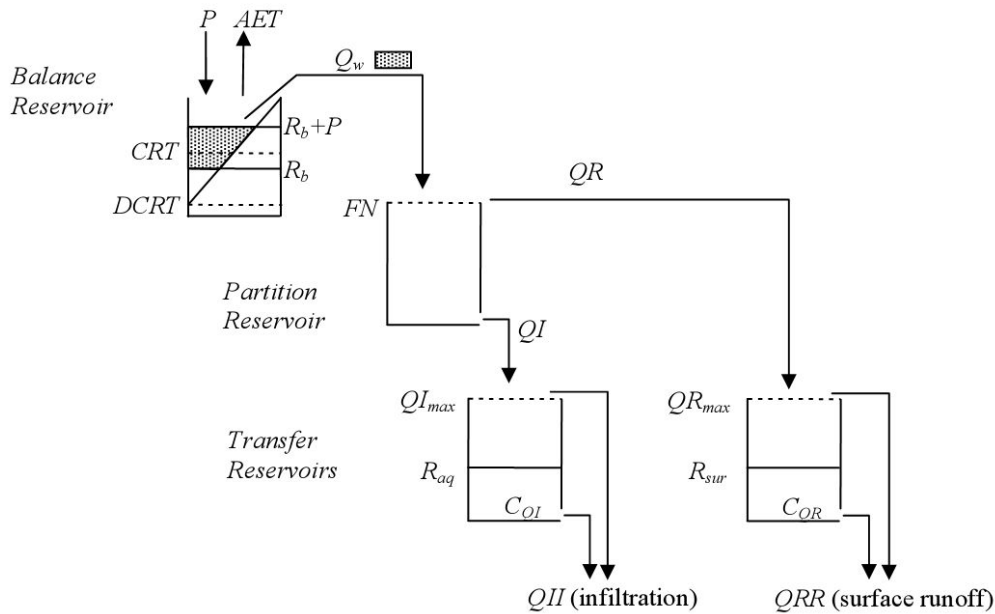 P AET
Q_w
Balance
Reservoir
R_b+P
CRT
R_b
DCRT
QR
FN
Partition
Reservoir
QI
QI_max
QR_max
Transfer
Reservoirs
R_aq
R_sur
C_QI
C_QR
QII (infiltration)
QRR (surface runoff)